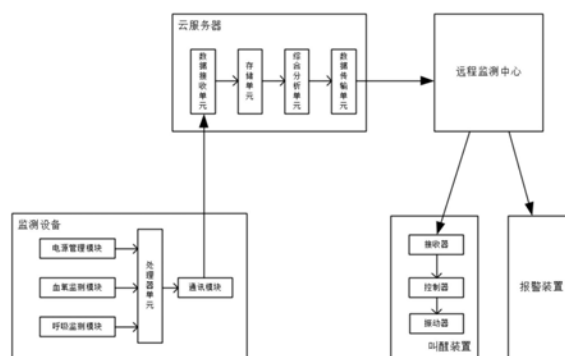 云服务器
数据接收单元
存储单元
综合分析单元
数据传输单元
远程监测中心
监测设备
电源管理模块
血氧监测模块
呼吸监测模块
处理器单元
通讯模块
接收器
控制器
振动器
叫醒装置
报警装置